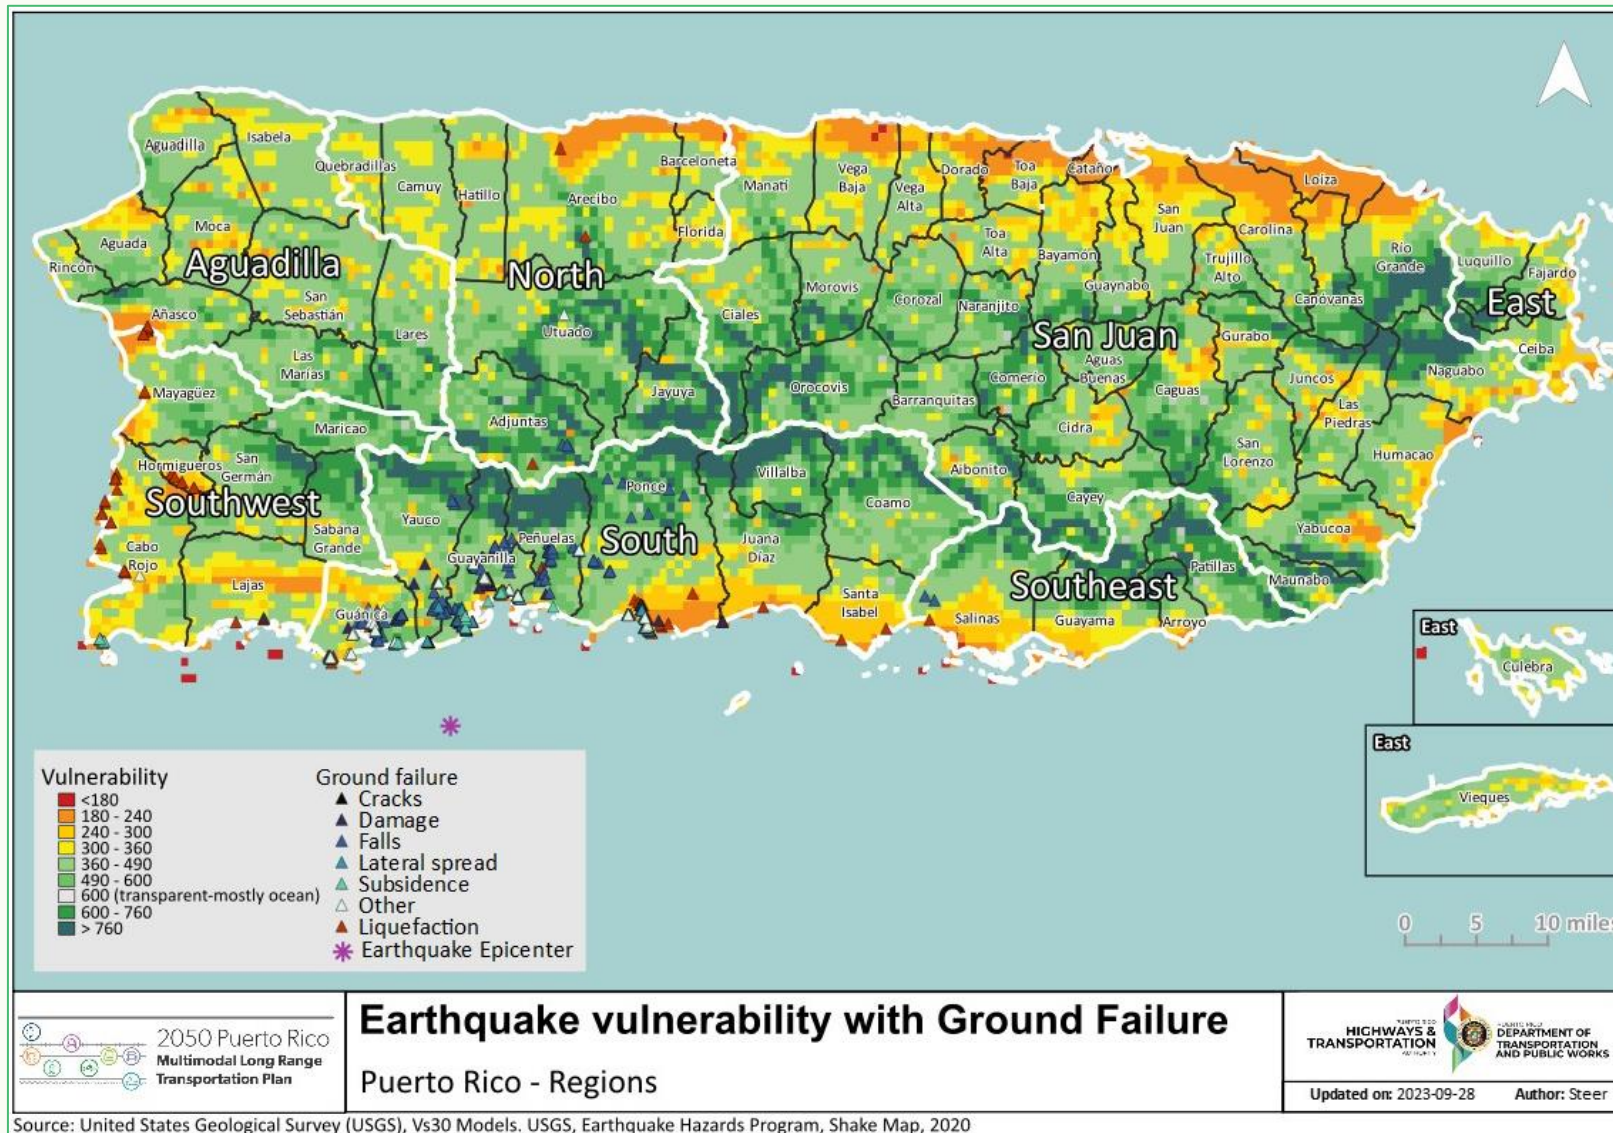 Aguadilla
Isabela
Quebradillas
Camuy
Hatillo
Arecibo
Barceloneta
Florida
Manatí
Vega
Baja
Vega
Alta
Dorado
Toa
Baja
Cataño
San
Juan
Loíza
Carolina
Toa
Alta
Bayamón
Guaynabo
Trujillo
Alto
Canóvanas
Río
Grande
Luquillo
Fajardo
Moca
Aguada
Rincón
Aguadilla
North
San
Sebastián
Añasco
Lares
Utuado
Ciales
Morovis
Corozal
Naranjito
San Juan
East
Ceiba
Gurabo
Naguabo
Las
Marías
Mayagüez
Maricao
Adjuntas
Jayuya
Orocovis
Barranquitas
Comerío
Aguas
Buenas
Caguas
Juncos
Las
Piedras
Cidra
San
Lorenzo
Humacao
Hormigueros
San
Germán
Southwest
Sabana
Grande
Yauco
Guayanilla
Peñuelas
Ponce
South
Villalba
Juana
Díaz
Coamo
Aibonito
Cayey
Yabucoa
Cabo
Rojo
Lajas
Guánica
Santa
Isabel
Salinas
Southeast
Guayama
Patillas
Arroyo
Maunabo
East
Culebra
East
Vieques
Vulnerability
<180
180 - 240
240 - 300
300 - 360
360 - 490
490 - 600
600 (transparent-mostly ocean)
600 - 760
> 760
Ground failure
Cracks
Damage
Falls
Lateral spread
Subsidence
Other
Liquefaction
Earthquake Epicenter
0 5 10 miles
2050 Puerto Rico
Multimodal Long Range
Transportation Plan
Earthquake vulnerability with Ground Failure
Puerto Rico - Regions
PUERTO RICO
HIGHWAYS &
TRANSPORTATION
AUTHORITY
PUERTO RICO
DEPARTMENT OF
TRANSPORTATION
AND PUBLIC WORKS
Updated on: 2023-09-28 Author: Steer
Source: United States Geological Survey (USGS), Vs30 Models. USGS, Earthquake Hazards Program, Shake Map, 2020